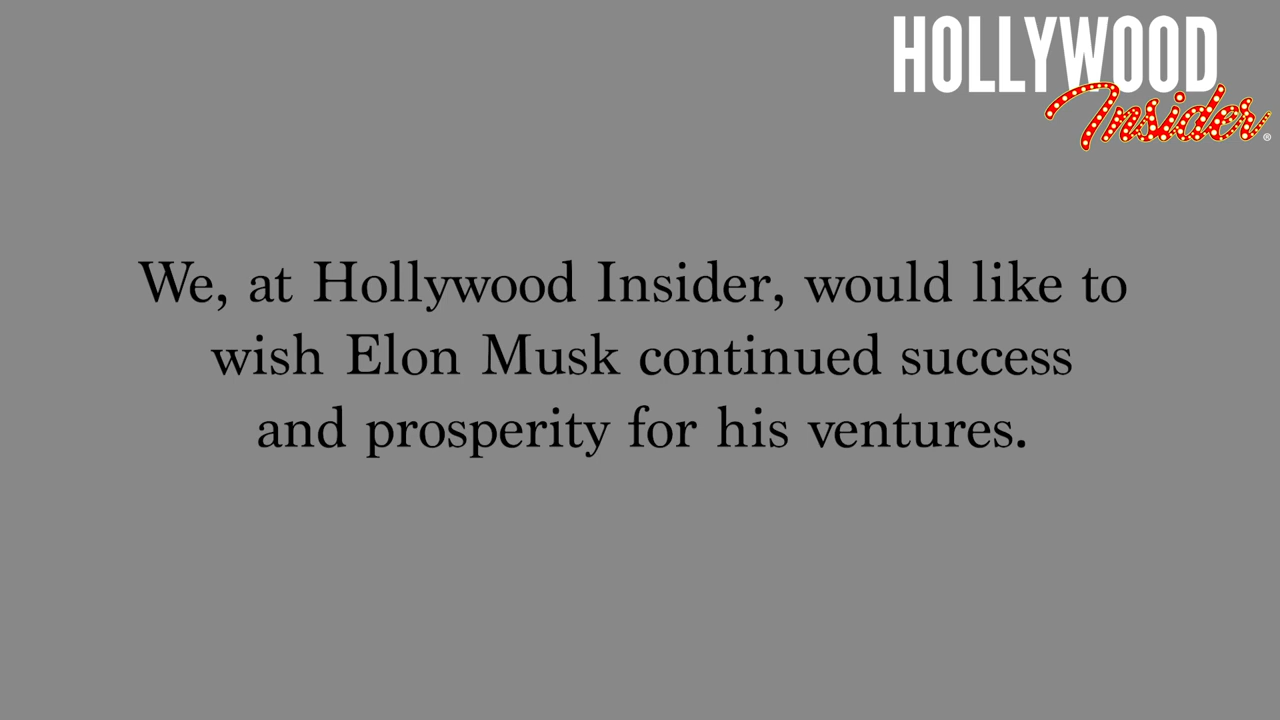 HOLLYWOOD
Insider®
We, at Hollywood Insider, would like to
wish Elon Musk continued success
and prosperity for his ventures.